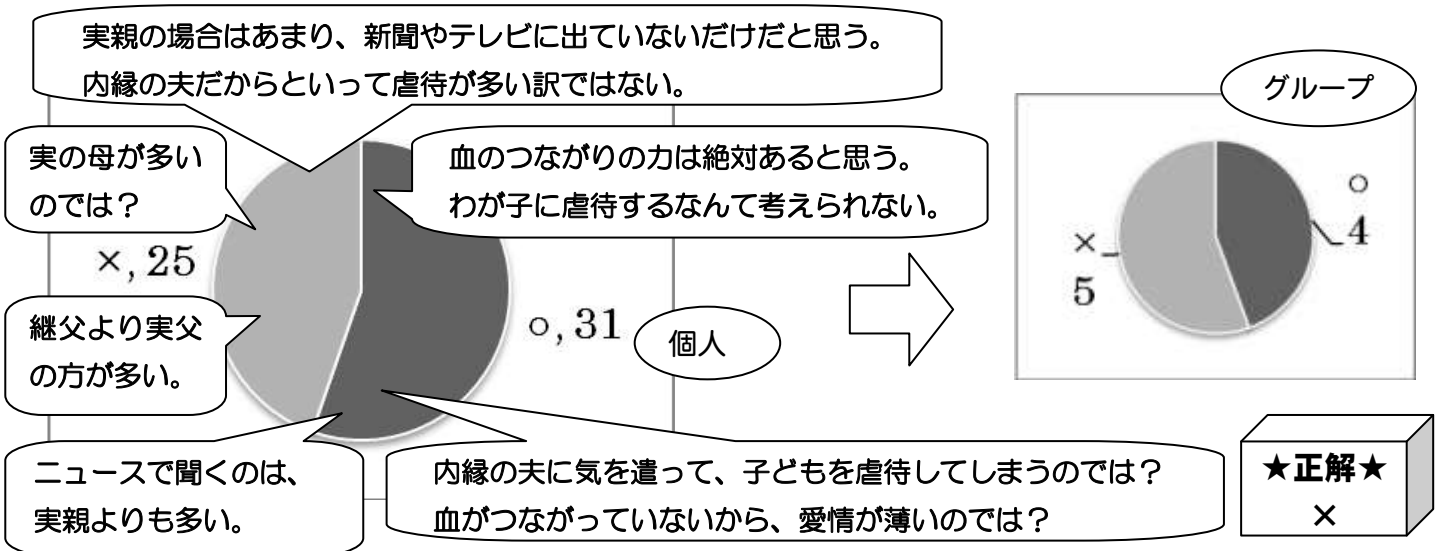 実親の場合はあまり、新聞やテレビに出ていないだけだと思う。
内縁の夫だからといって虐待が多い訳ではない。
グループ
実の母が多い
のでは？
血のつながりの力は絶対あると思う。
わが子に虐待するなんて考えられない。
×, 25
○, 31
個人
○
4
×
5
継父より実父
の方が多い。
ニュースで聞くのは、
実親よりも多い。
内縁の夫に気を遣って、子どもを虐待してしまうのでは？
血がつながっていないから、愛情が薄いのでは？
★正解★
×